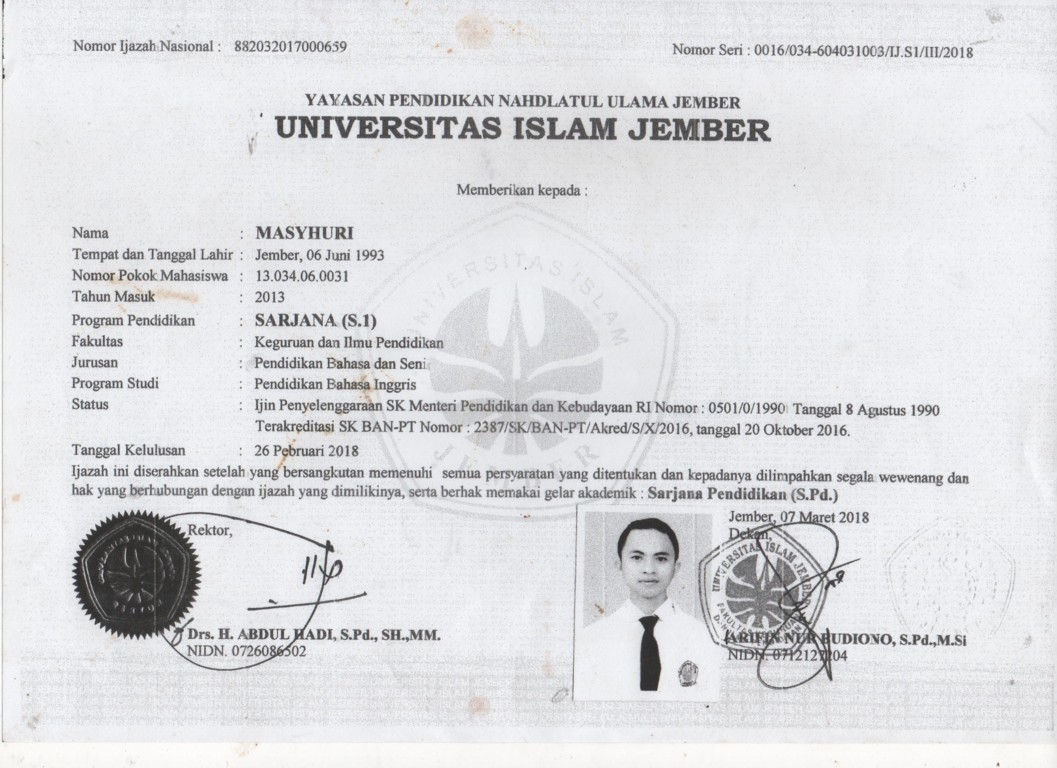 Nomor Ijazah Nasional : 882032017000659
Nomor Seri : 0016/034-604031003/IJ.S1/III/2018
YAYASAN PENDIDIKAN NAHDLATUL ULAMA JEMBER
UNIVERSITAS ISLAM JEMBER
Memberikan kepada :
Nama : MASYHURI
Tempat dan Tanggal Lahir : Jember, 06 Juni 1993
Nomor Pokok Mahasiswa : 13.034.06.0031
Tahun Masuk : 2013
Program Pendidikan : SARJANA (S.1)
Fakultas : Keguruan dan Ilmu Pendidikan
Jurusan : Pendidikan Bahasa dan Seni
Program Studi : Pendidikan Bahasa Inggris
Status : Ijin Penyelenggaraan SK Menteri Pendidikan dan Kebudayaan RI Nomor : 0501/0/1990 Tanggal 8 Agustus 1990
Terakreditasi SK BAN-PT Nomor : 2387/SK/BAN-PT/Akred/S/X/2016, tanggal 20 Oktober 2016.
Tanggal Kelulusan : 26 Pebruari 2018
Ijazah ini diserahkan setelah yang bersangkutan memenuhi semua persyaratan yang ditentukan dan kepadanya dilimpahkan segala wewenang dan
hak yang berhubungan dengan ijazah yang dimilikinya, serta berhak memakai gelar akademik : Sarjana Pendidikan (S.Pd.)
UNIVERSITAS ISLAM
JEMBER
Rektor,
Drs. H. ABDUL HADI, S.Pd., SH.,MM.
NIDN. 0726086502
Jember, 07 Maret 2018
Dekan,
UNIVERSITAS ISLAM JEMBER
ARIFIN NUR BUDIONO, S.Pd.,M.Si
NIDN. 0712127204